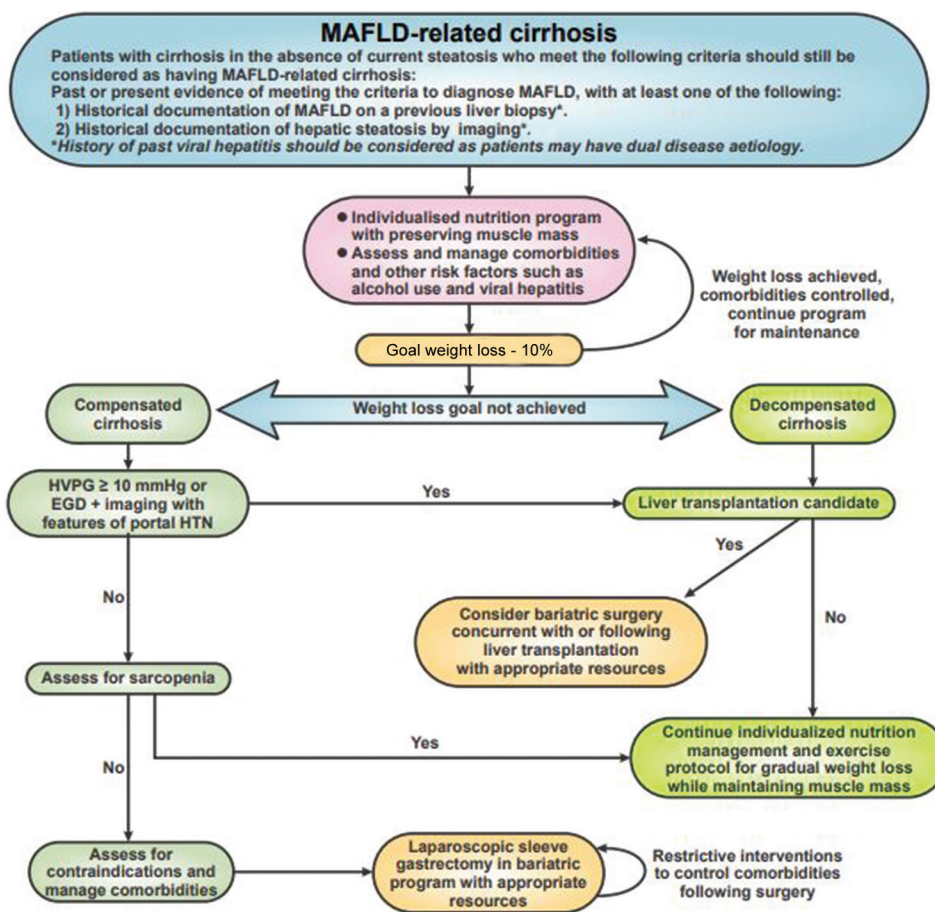 MAFLD-related cirrhosis
Patients with cirrhosis in the absence of current steatosis who meet the following criteria should still be
considered as having MAFLD-related cirrhosis:
Past or present evidence of meeting the criteria to diagnose MAFLD, with at least one of the following:
1) Historical documentation of MAFLD on a previous liver biopsy*.
2) Historical documentation of hepatic steatosis by imaging*.
*History of past viral hepatitis should be considered as patients may have dual disease aetiology.
● Individualised nutrition program
with preserving muscle mass
● Assess and manage comorbidities
and other risk factors such as
alcohol use and viral hepatitis
Weight loss achieved,
comorbidities controlled,
continue program
for maintenance
Goal weight loss - 10%
Compensated
cirrhosis
Weight loss goal not achieved
Decompensated
cirrhosis
HVPG ≥ 10 mmHg or
EGD + imaging with
features of portal HTN
Yes
Liver transplantation candidate
Yes
No
No
Consider bariatric surgery
concurrent with or following
liver transplantation
with appropriate resources
Assess for sarcopenia
Yes
No
Continue individualized nutrition
management and exercise
protocol for gradual weight loss
while maintaining muscle mass
Assess for
contraindications and
manage comorbidities
Laparoscopic sleeve
gastrectomy in bariatric
program with appropriate
resources
Restrictive interventions
to control comorbidities
following surgery